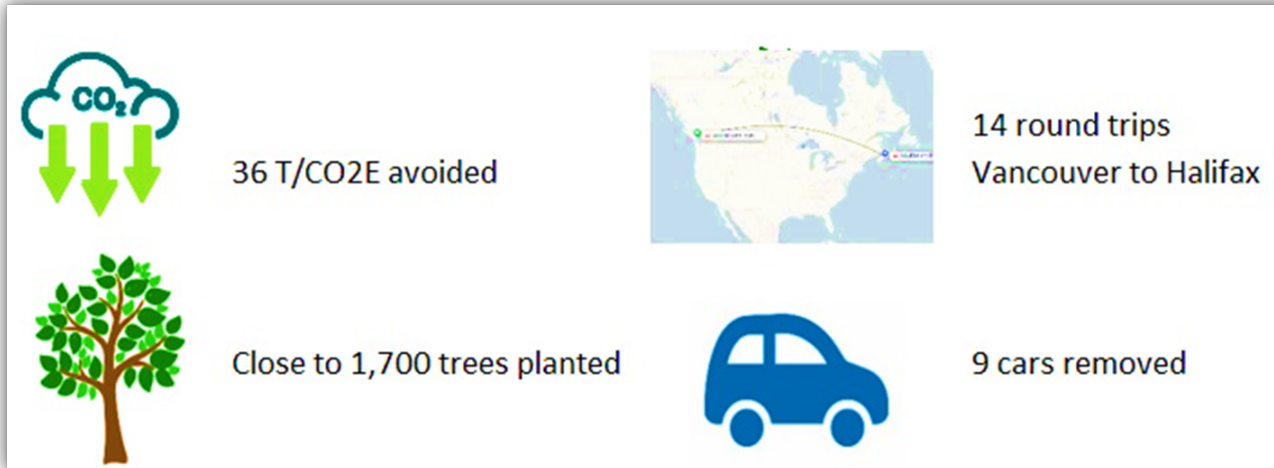 CO₂
36 T/CO2E avoided
14 round trips
Vancouver to Halifax
Close to 1,700 trees planted
9 cars removed